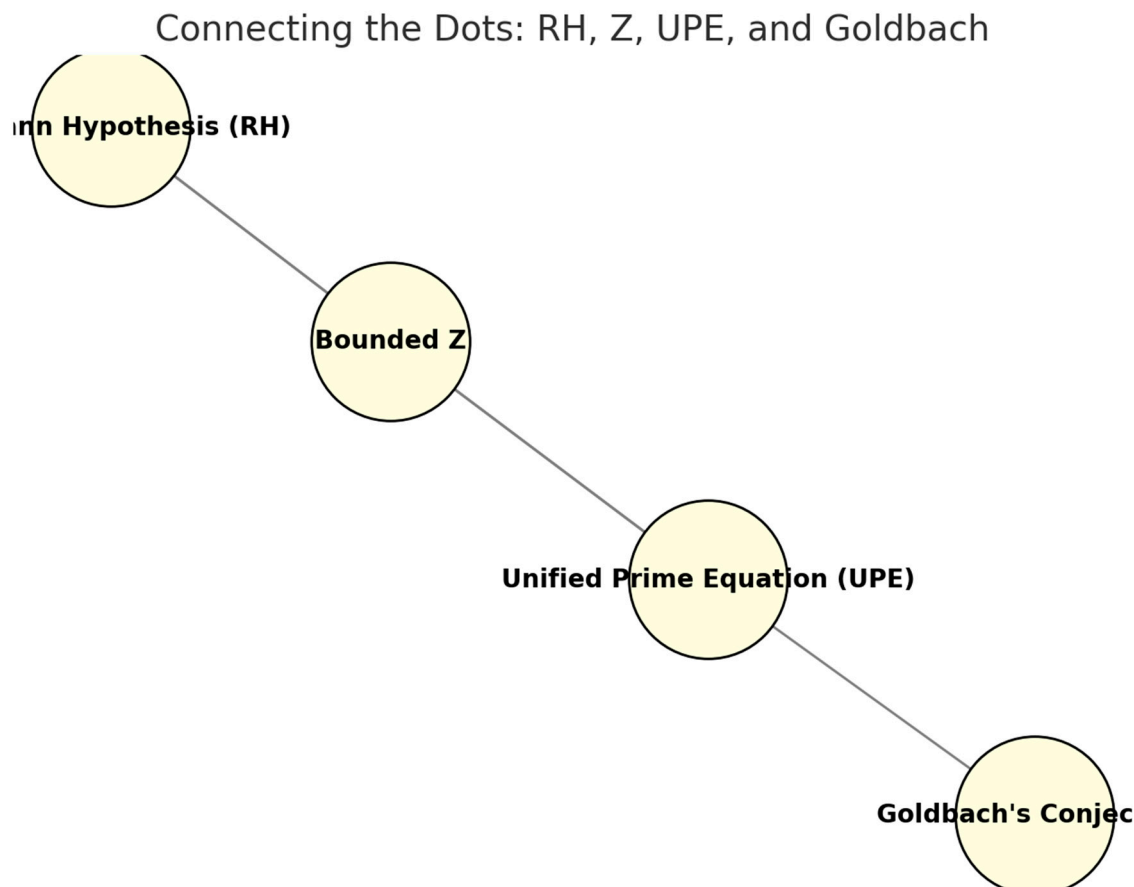 Connecting the Dots: RH, Z, UPE, and Goldbach
nn Hypothesis (RH)
Bounded Z
Unified Prime Equation (UPE)
Goldbach's Conjec